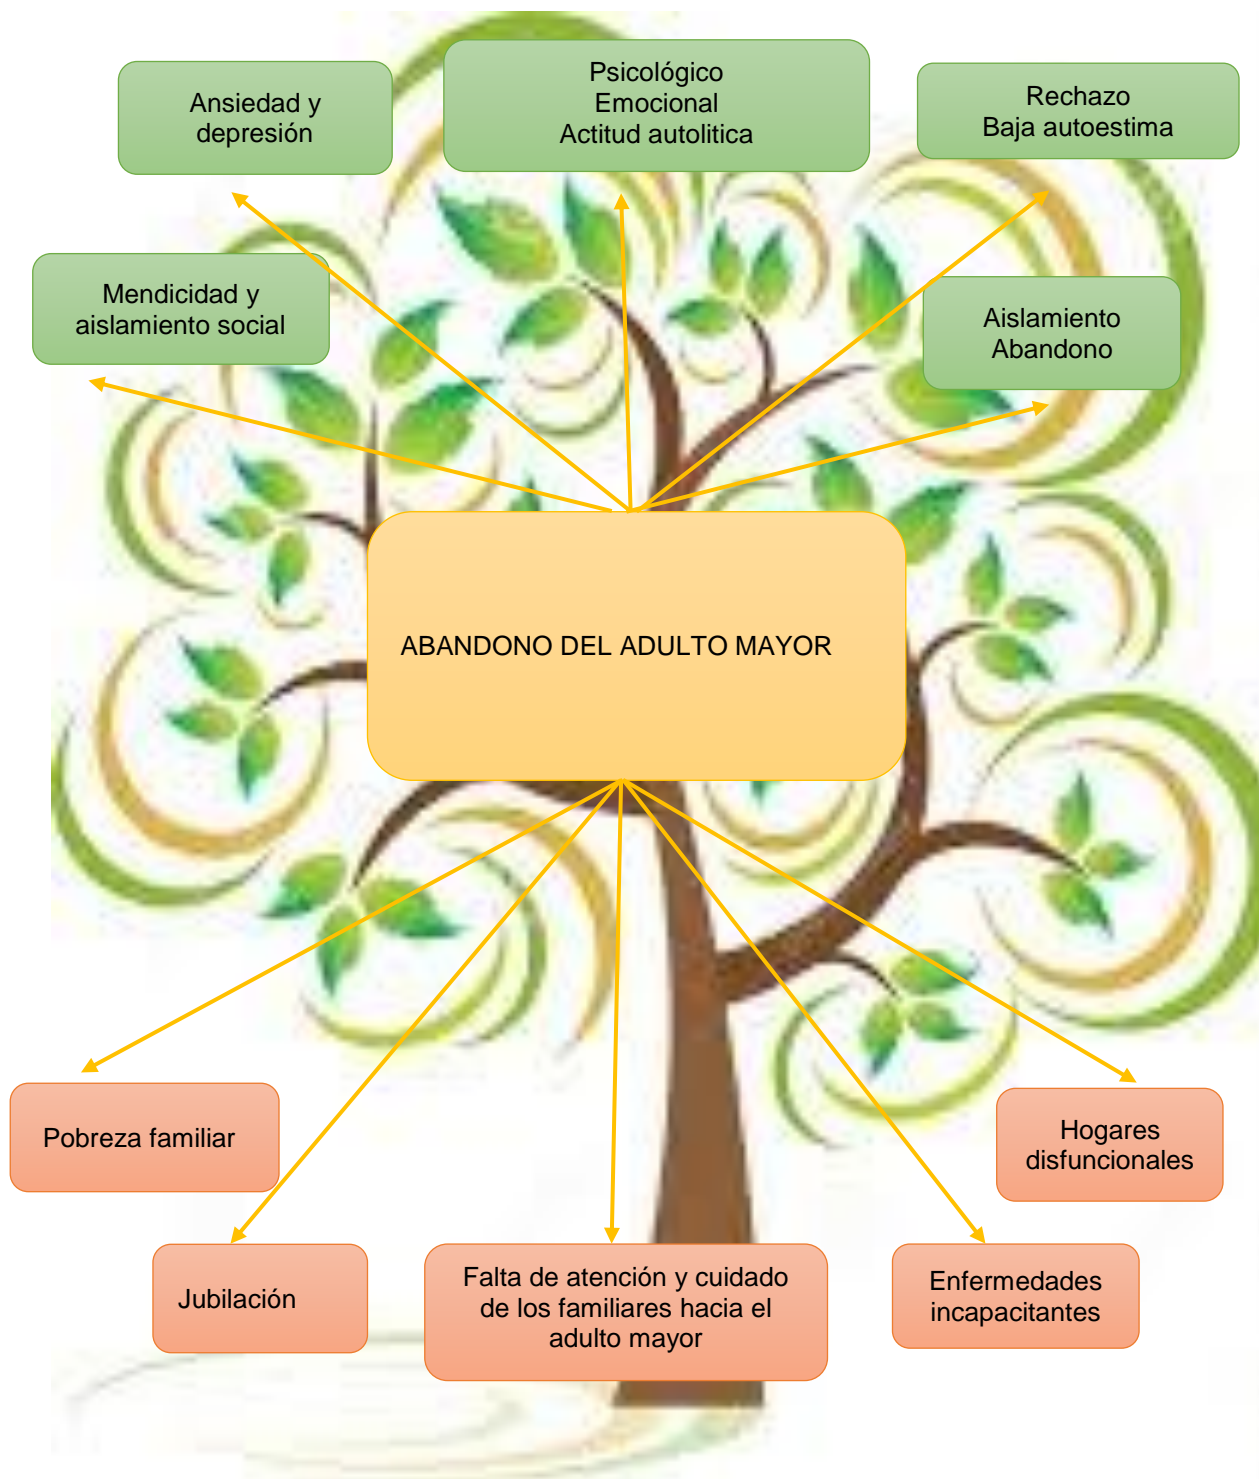 Ansiedad y
depresión
Psicológico
Emocional
Actitud autolitica
Rechazo
Baja autoestima
Mendicidad y
aislamiento social
Aislamiento
Abandono
ABANDONO DEL ADULTO MAYOR
Pobreza familiar
Hogares
disfuncionales
Jubilación
Falta de atención y cuidado
de los familiares hacia el
adulto mayor
Enfermedades
incapacitantes